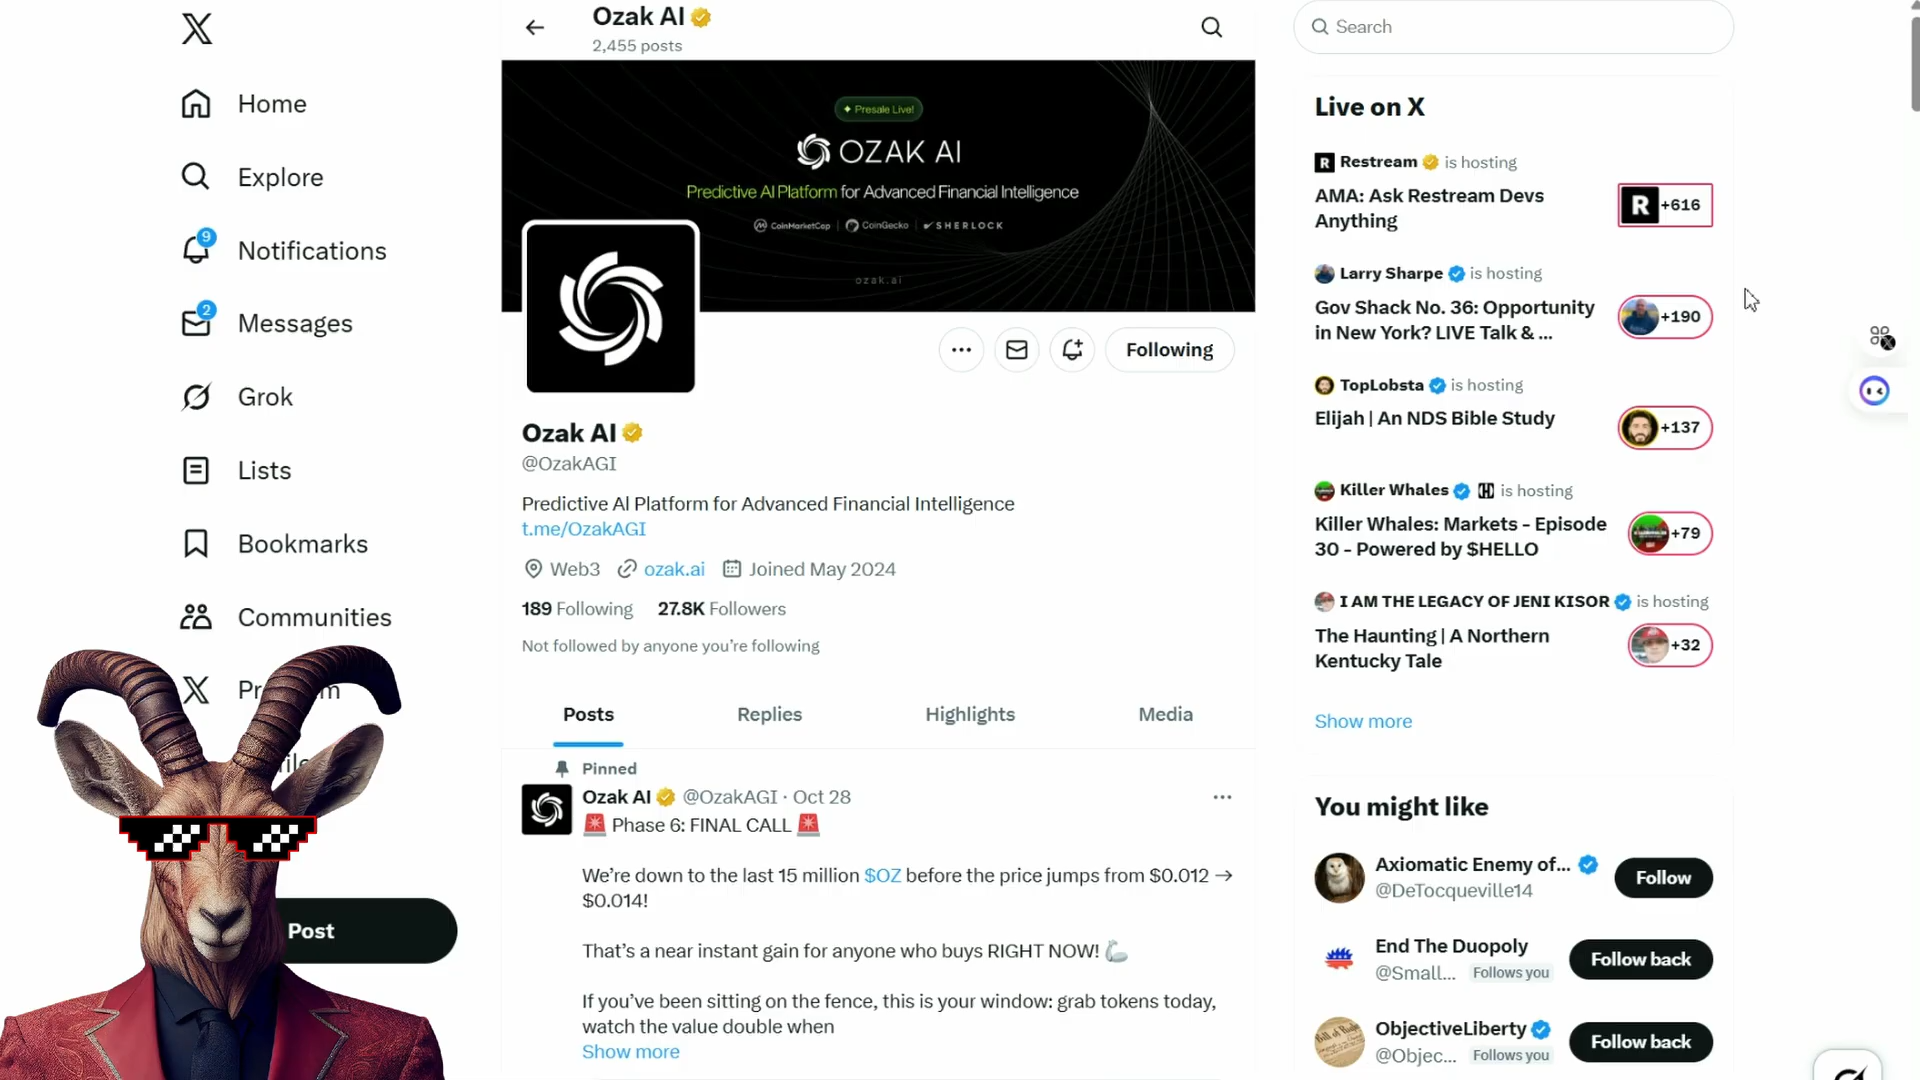 Home
Explore
9
Notifications
2
Messages
Grok
Lists
Bookmarks
Communities
Post
Ozak AI
2,455 posts
✦ Presale Live!
OZAK AI
Predictive AI Platform for Advanced Financial Intelligence
CoinMarketCap | CoinGecko | SHERLOCK
ozak.ai
Following
Ozak AI
@OzakAGI
Predictive AI Platform for Advanced Financial Intelligence
t.me/OzakAGI
Web3 ozak.ai Joined May 2024
189 Following 27.8K Followers
Not followed by anyone you’re following
Posts Replies Highlights Media
Pinned
Ozak AI @OzakAGI · Oct 28
🚨 Phase 6: FINAL CALL 🚨
We’re down to the last 15 million $OZ before the price jumps from $0.012 →
$0.014!
That’s a near instant gain for anyone who buys RIGHT NOW! 🦾
If you’ve been sitting on the fence, this is your window: grab tokens today,
watch the value double when
Show more
Search
Live on X
R Restream is hosting
AMA: Ask Restream Devs
Anything
R +616
Larry Sharpe is hosting
Gov Shack No. 36: Opportunity
in New York? LIVE Talk & ...
+190
TopLobsta is hosting
Elijah | An NDS Bible Study
+137
Killer Whales is hosting
Killer Whales: Markets - Episode
30 - Powered by $HELLO
+79
I AM THE LEGACY OF JENI KISOR is hosting
The Haunting | A Northern
Kentucky Tale
+32
Show more
You might like
Axiomatic Enemy of...
@DeTocqueville14
Follow
End The Duopoly
@Small... Follows you
Follow back
ObjectiveLiberty
@Objec... Follows you
Follow back